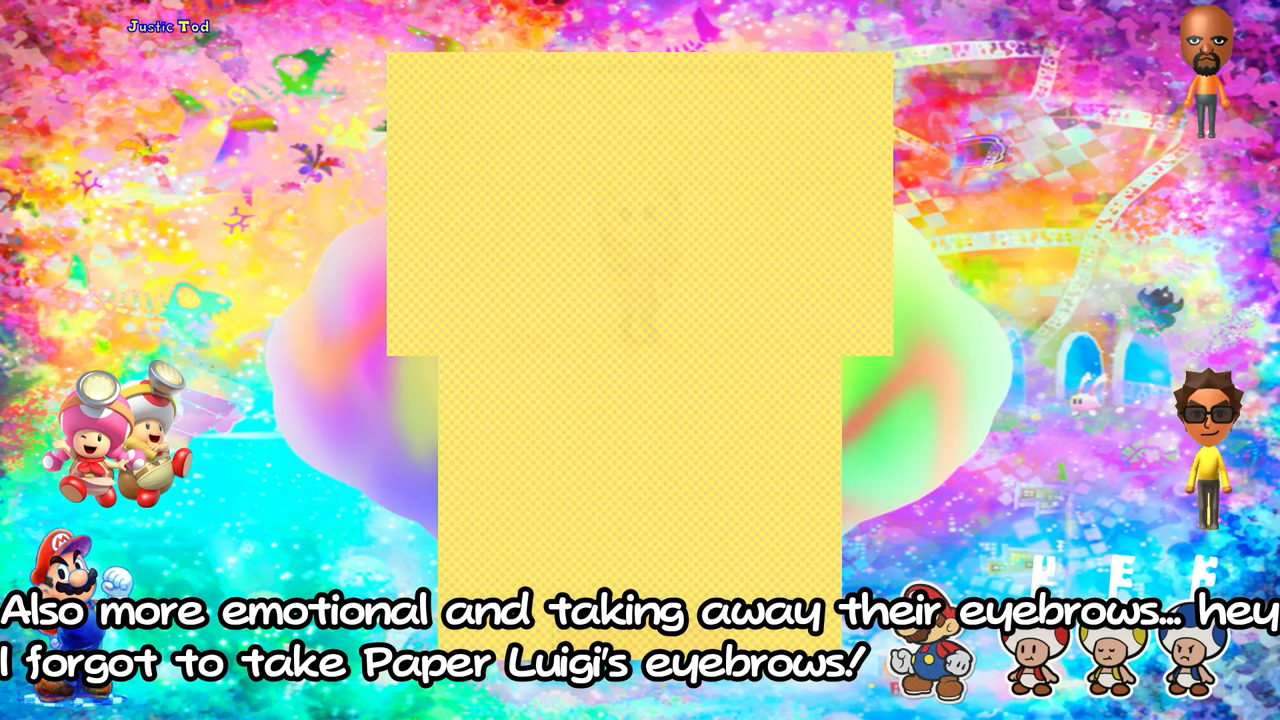 Justic Tod
H E K
Also more emotional and taking away their eyebrows... hey
I forgot to take Paper Luigi's eyebrows!